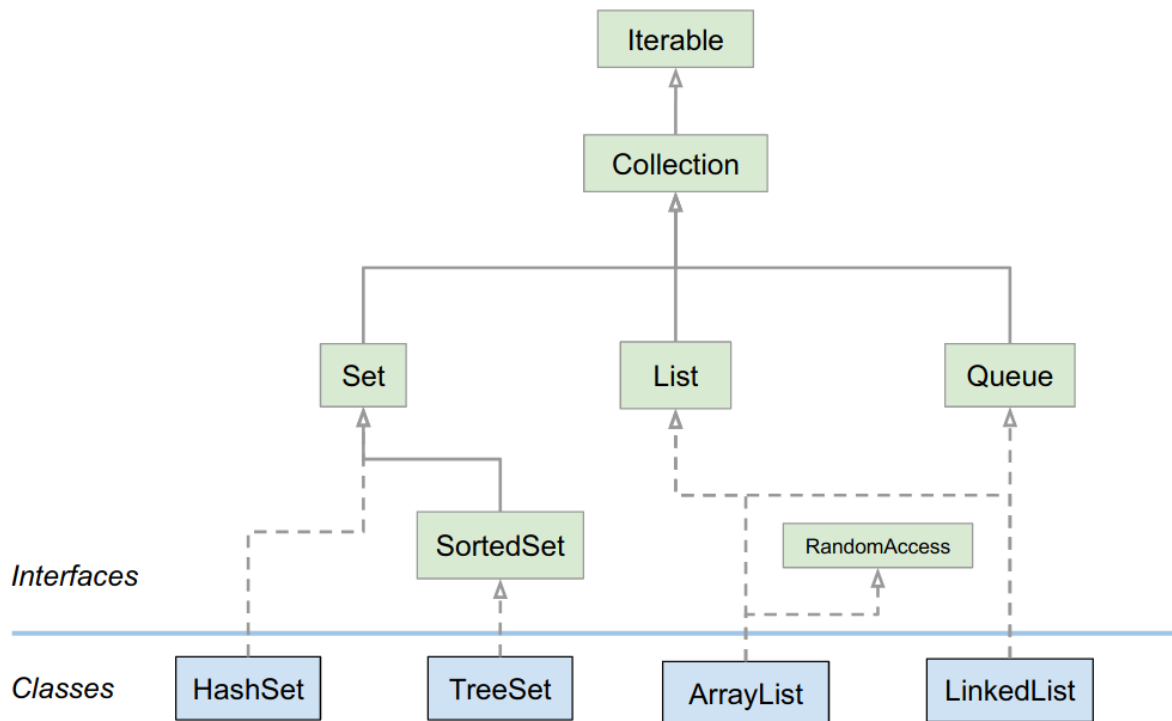 Iterable
Collection
Set
List
Queue
SortedSet
RandomAccess
Interfaces
Classes
HashSet
TreeSet
ArrayList
LinkedList